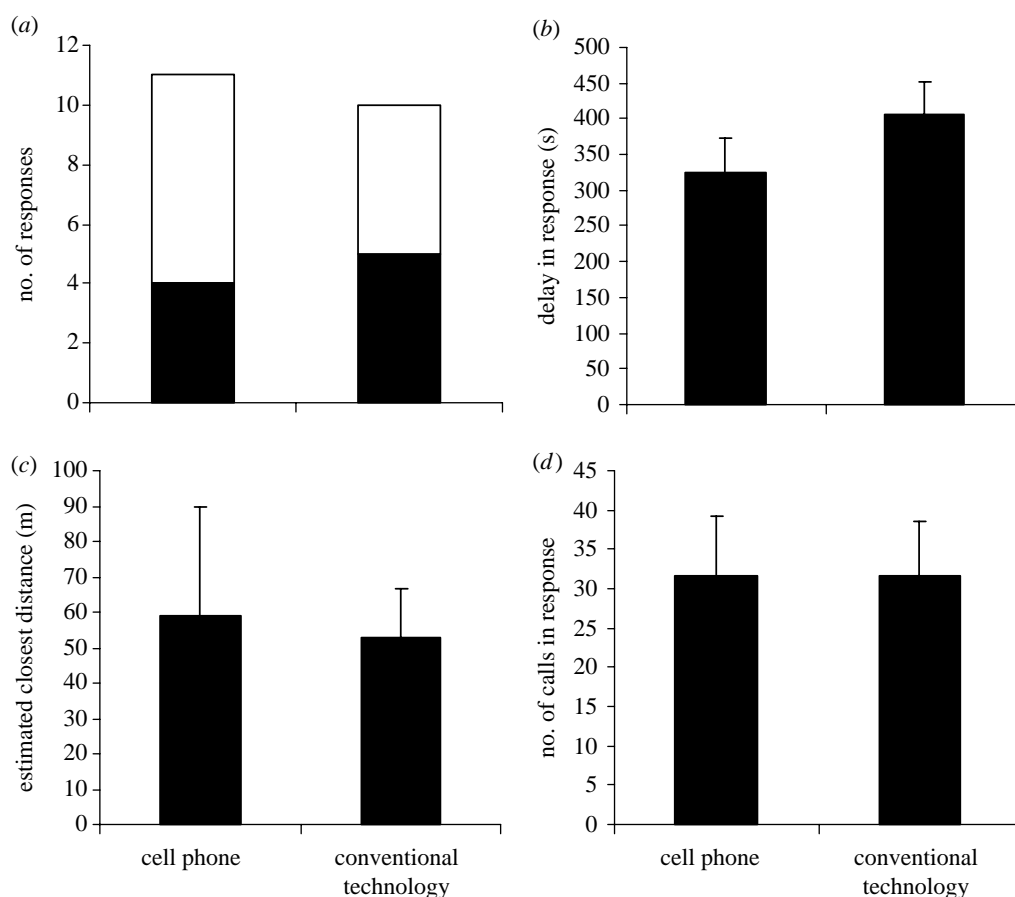 (a)
12
10
8
6
4
2
0
no. of responses
(b)
500
450
400
350
300
250
200
150
100
50
0
delay in response (s)
(c)
100
90
80
70
60
50
40
30
20
10
0
estimated closest distance (m)
cell phone
conventional
technology
(d)
45
40
35
30
25
20
15
10
5
0
no. of calls in response
cell phone
conventional
technology